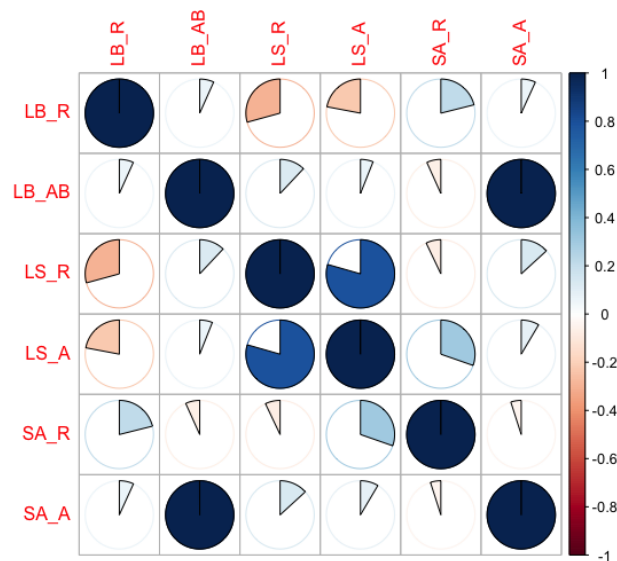 LB_R
LB_AB
LS_R
LS_A
SA_R
SA_A
LB_R
LB_AB
LS_R
LS_A
SA_R
SA_A
1
0.8
0.6
0.4
0.2
0
-0.2
-0.4
-0.6
-0.8
-1